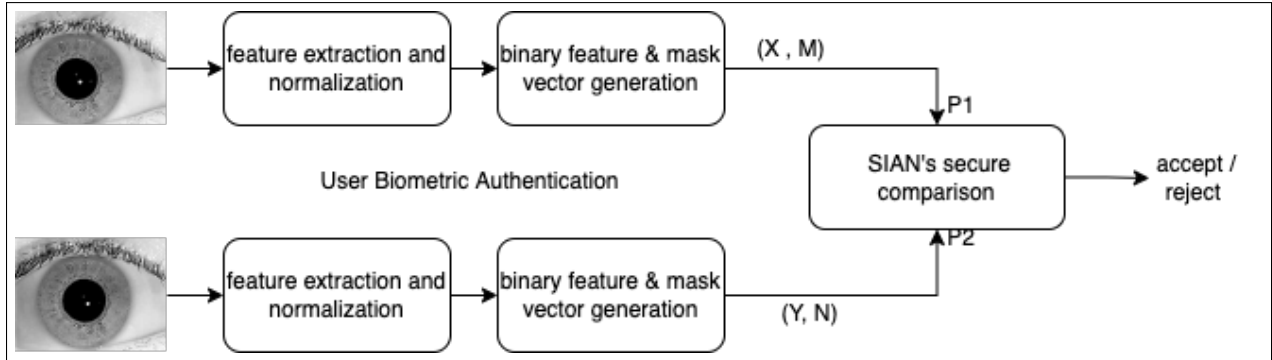 feature extraction and
normalization
binary feature & mask
vector generation
(X , M)
P1
SIAN's secure
comparison
accept /
reject
User Biometric Authentication
P2
feature extraction and
normalization
binary feature & mask
vector generation
(Y, N)